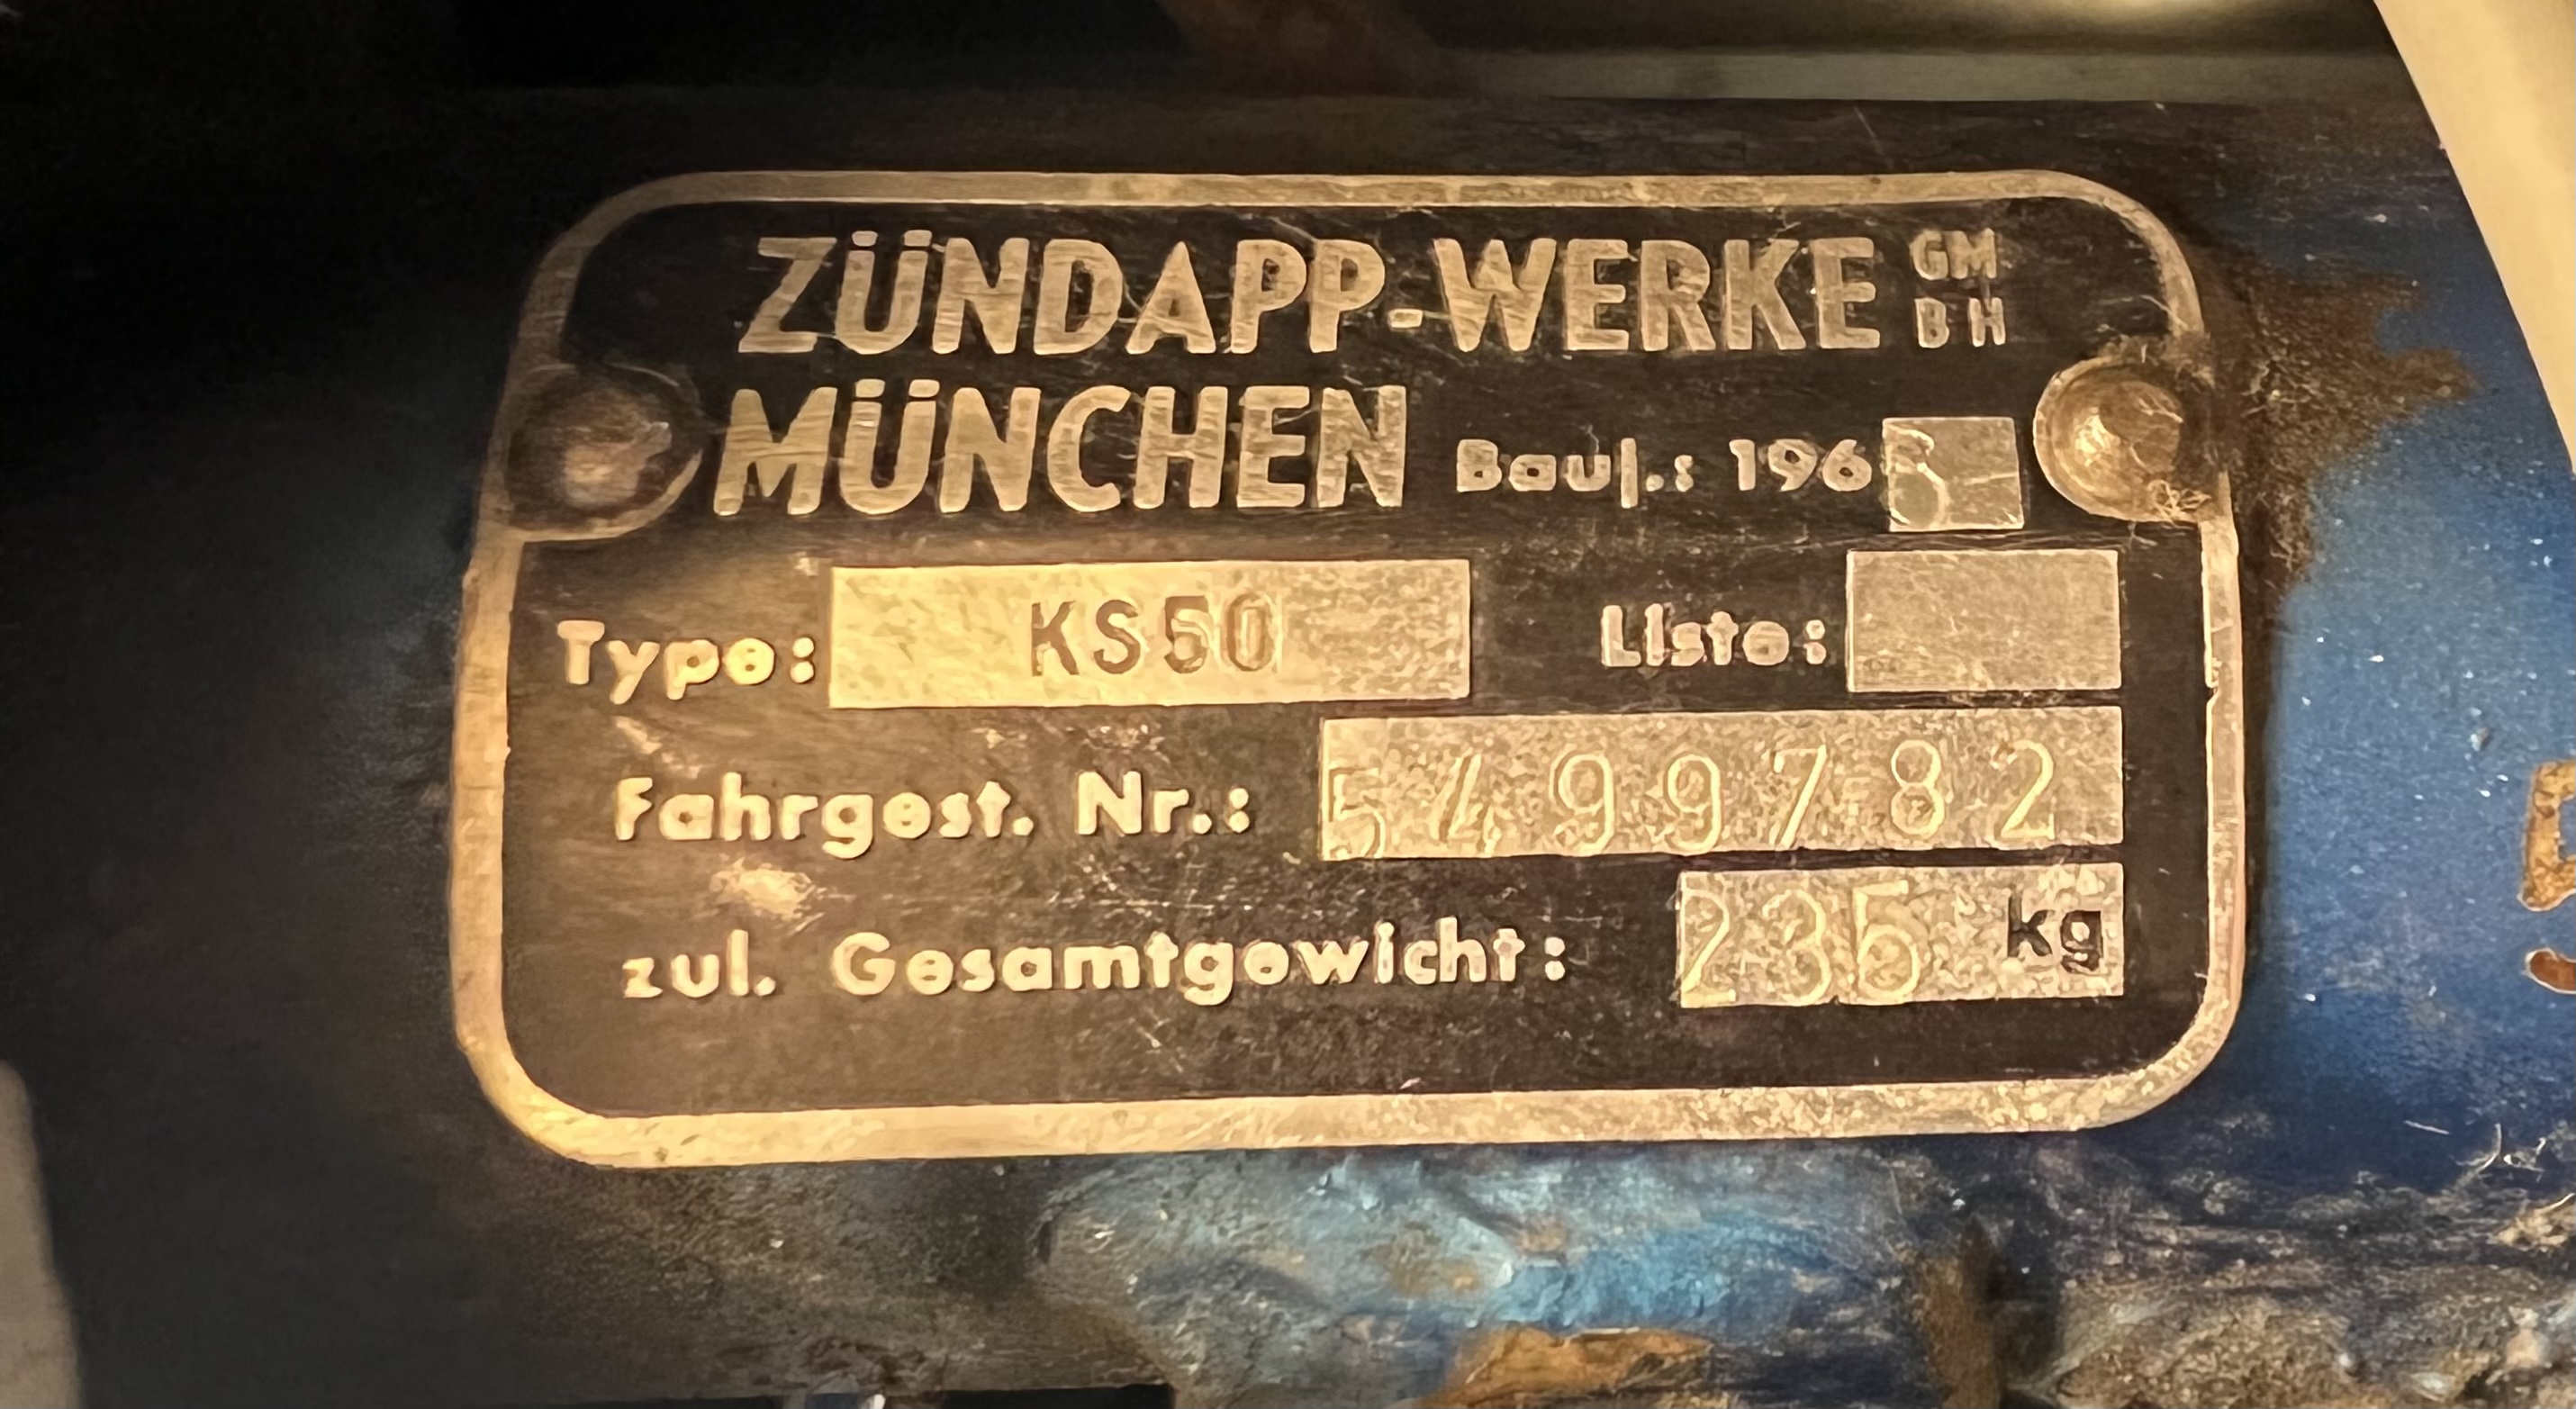 ZÜNDAPP-WERKE GM BH
MÜNCHEN Bauj.: 196
Type: KS50 Liste:
Fahrgest. Nr.: 5499782
zul. Gesamtgewicht: 235 kg